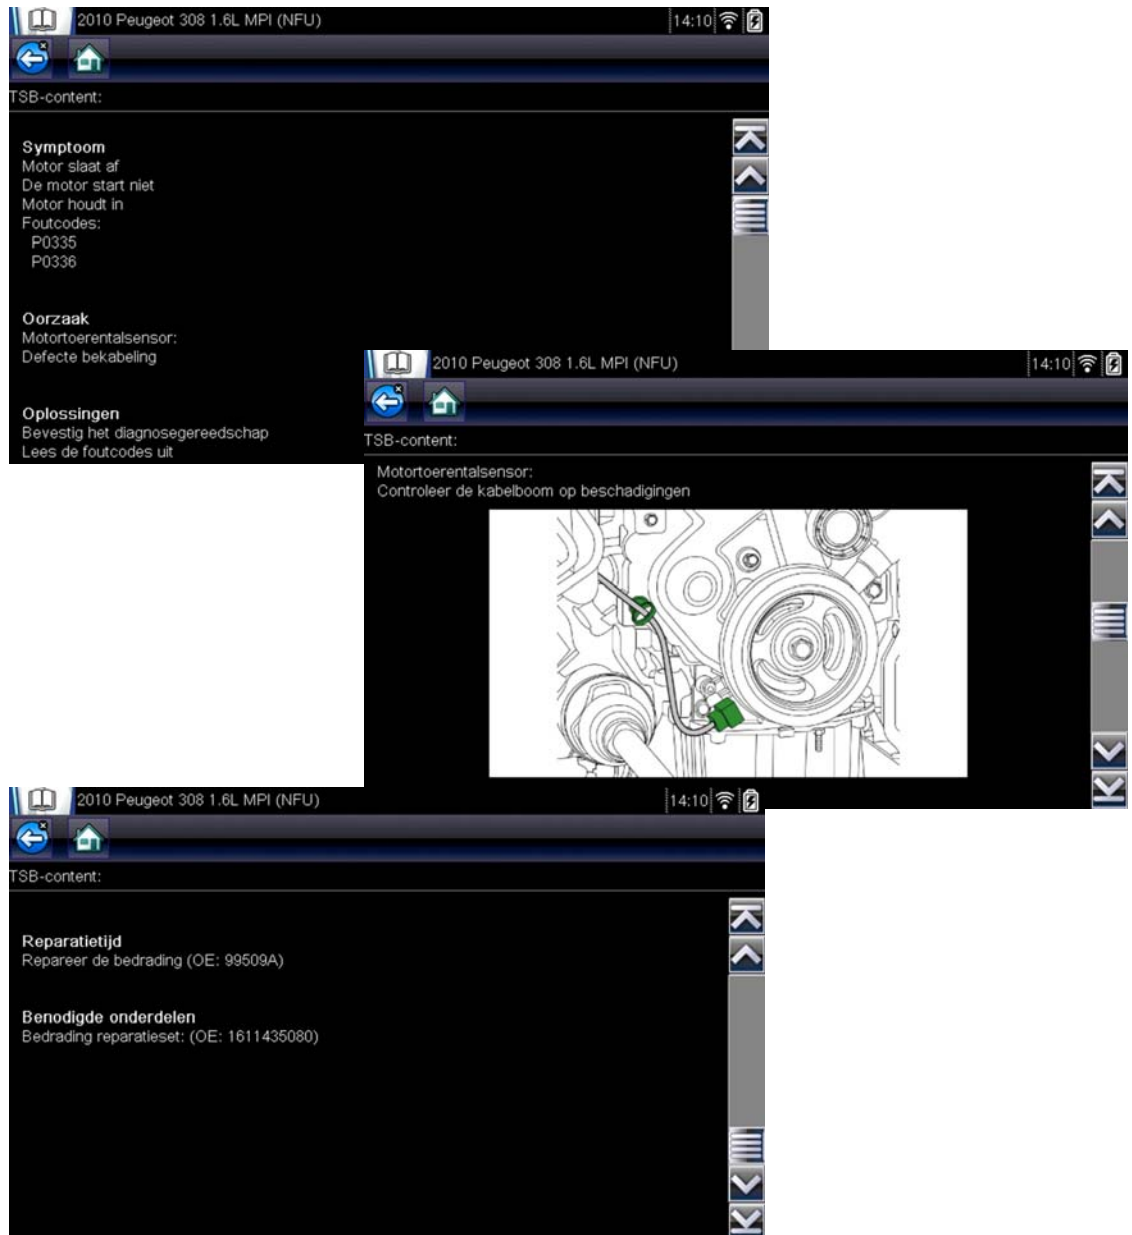 2010 Peugeot 308 1.6L MPI (NFU) 14:10
TSB-content:
Symptoom
Motor slaat af
De motor start niet
Motor houdt in
Foutcodes:
P0335
P0336
Oorzaak
Motortoerentalsensor:
Defecte bekabeling
Oplossingen
Bevestig het diagnosegereedschap
Lees de foutcodes uit
2010 Peugeot 308 1.6L MPI (NFU) 14:10
TSB-content:
Motortoerentalsensor:
Controleer de kabelboom op beschadigingen
2010 Peugeot 308 1.6L MPI (NFU) 14:10
TSB-content:
Reparatietijd
Repareer de bedrading (OE: 99509A)
Benodigde onderdelen
Bedrading reparatieset: (OE: 1611435080)